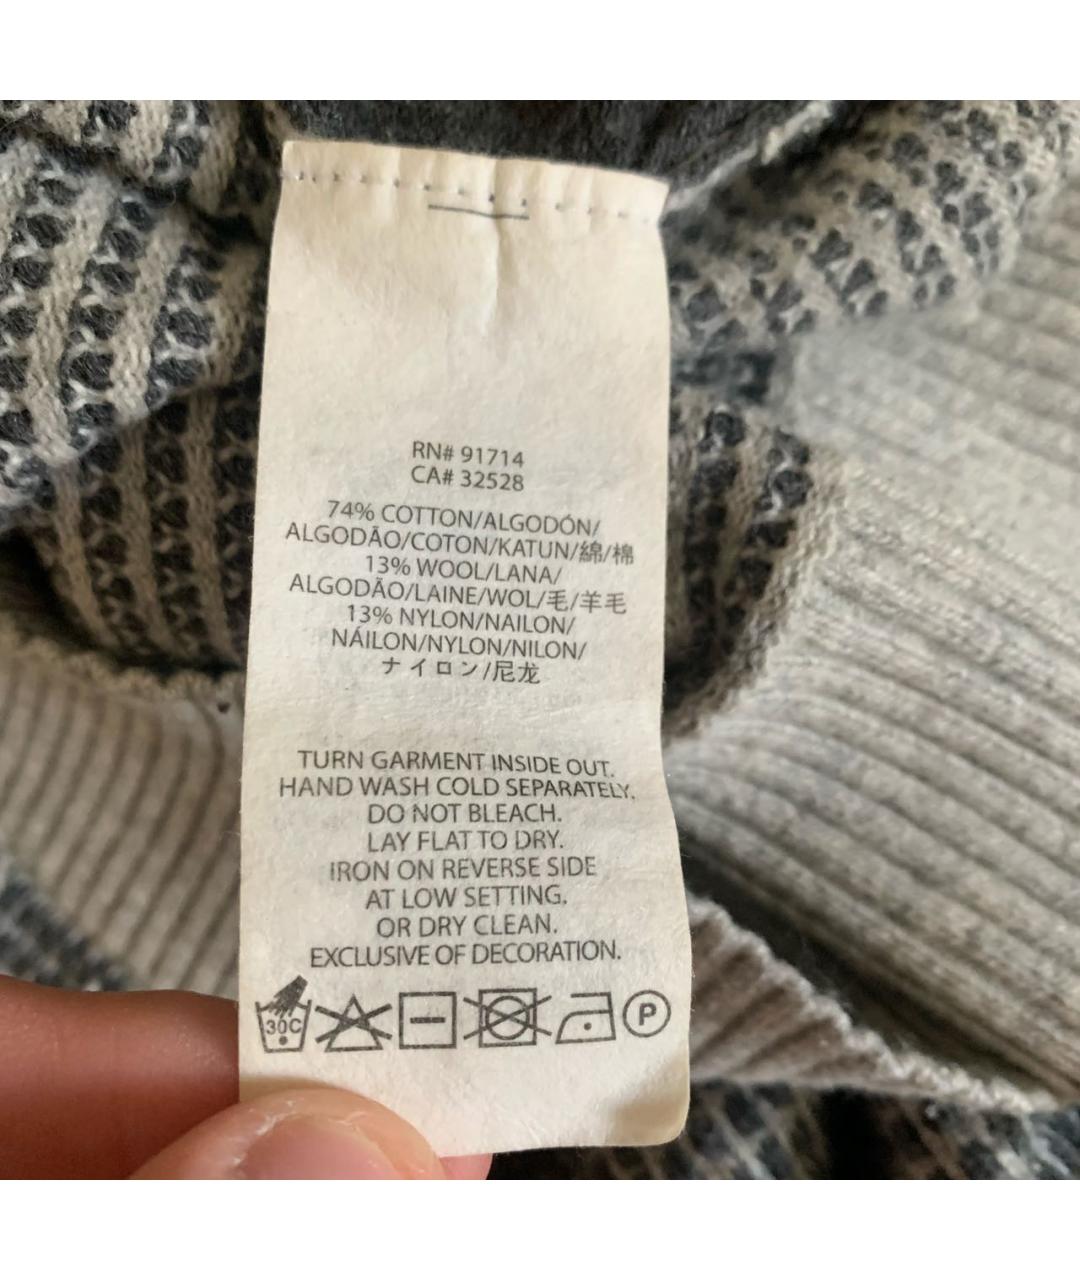 RN# 91714
CA# 32528
74% COTTON/ALGODÓN/
ALGODÃO/COTON/KATUN/綿/棉
13% WOOL/LANA/
ALGODÃO/LAINE/WOL/毛/羊毛
13% NYLON/NAILON/
NÁILON/NYLON/NILON/
ナイロン/尼龙
TURN GARMENT INSIDE OUT.
HAND WASH COLD SEPARATELY.
DO NOT BLEACH.
LAY FLAT TO DRY.
IRON ON REVERSE SIDE
AT LOW SETTING.
OR DRY CLEAN.
EXCLUSIVE OF DECORATION.
30C P